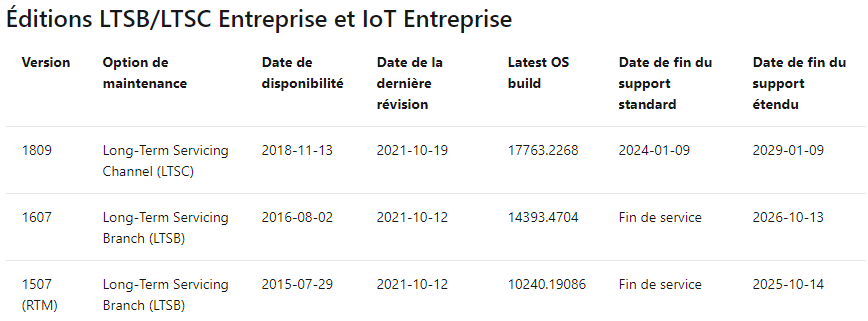 Éditions LTSB/LTSC Entreprise et IoT Entreprise
Version Option de maintenance Date de disponibilité Date de la dernière révision Latest OS build Date de fin du support standard Date de fin du support étendu
1809 Long-Term Servicing Channel (LTSC) 2018-11-13 2021-10-19 17763.2268 2024-01-09 2029-01-09
1607 Long-Term Servicing Branch (LTSB) 2016-08-02 2021-10-12 14393.4704 Fin de service 2026-10-13
1507 (RTM) Long-Term Servicing Branch (LTSB) 2015-07-29 2021-10-12 10240.19086 Fin de service 2025-10-14